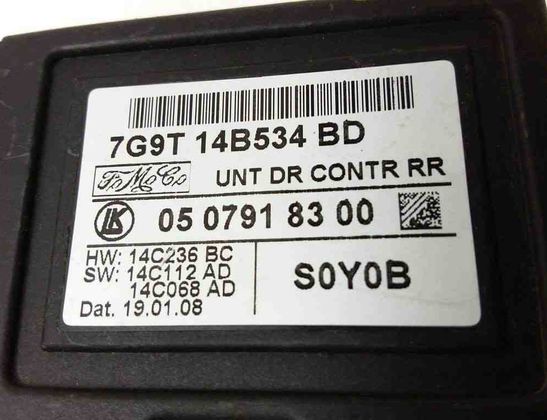 7G9T 14B534 BD
FoMoCo UNT DR CONTR RR
LK 05 0791 83 00
HW: 14C236 BC
SW: 14C112 AD
14C068 AD
S0Y0B
Dat. 19.01.08